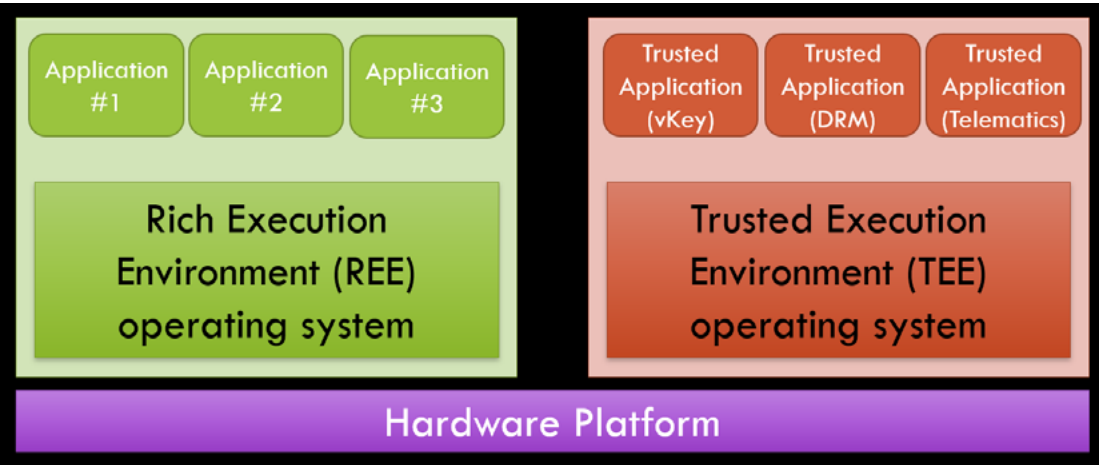 Application
#1
Application
#2
Application
#3
Rich Execution
Environment (REE)
operating system
Trusted
Application
(vKey)
Trusted
Application
(DRM)
Trusted
Application
(Telematics)
Trusted Execution
Environment (TEE)
operating system
Hardware Platform